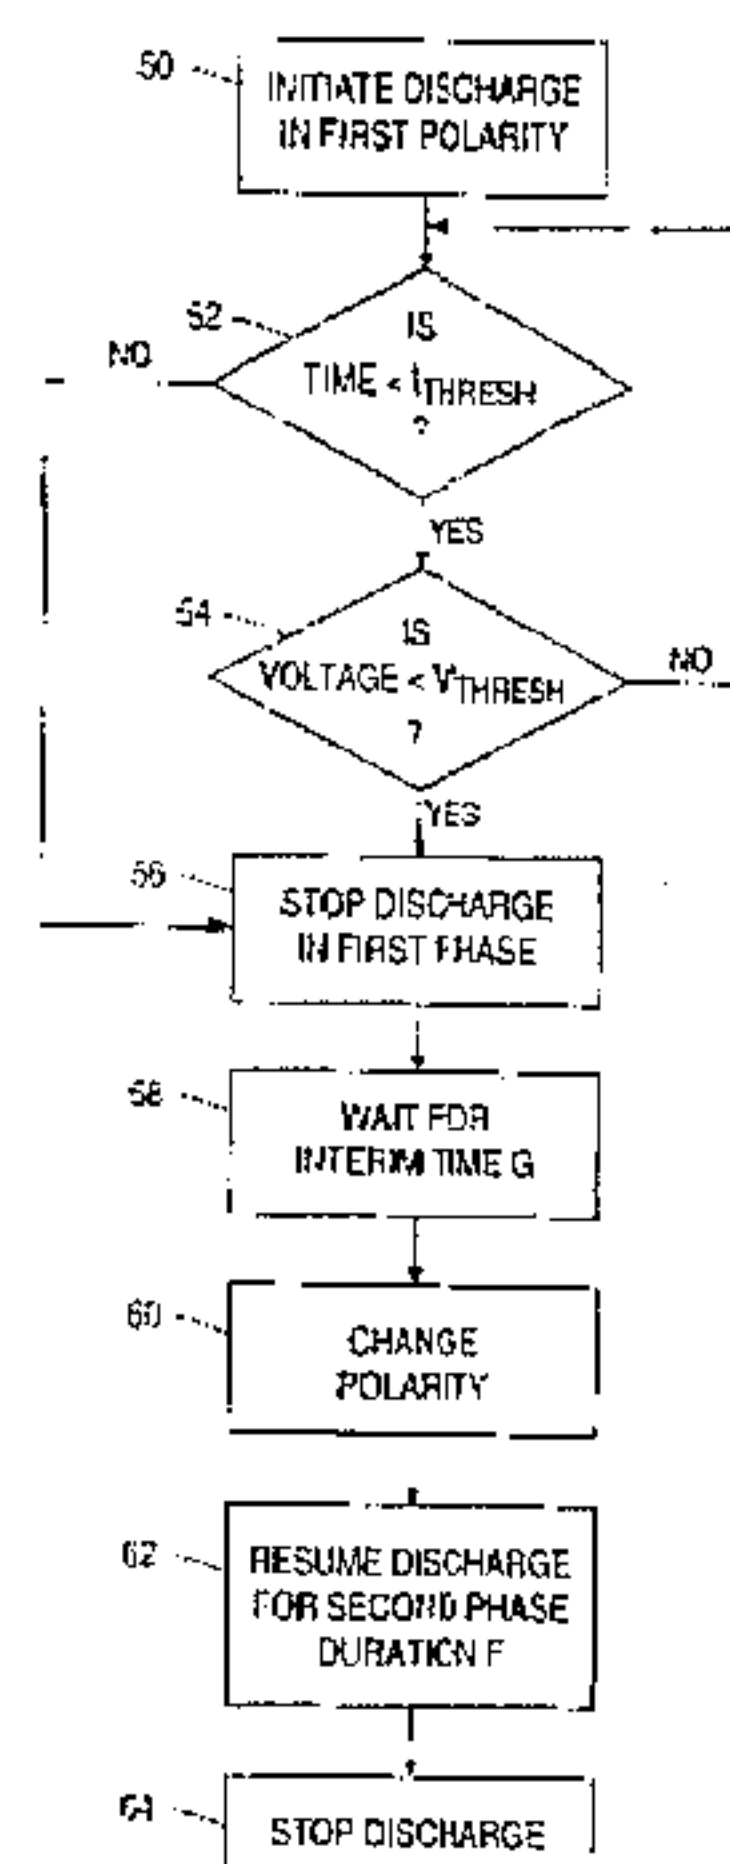 50
INITIATE DISCHARGE
IN FIRST POLARITY
52
IS
NO
TIME < tTHRESH
?
YES
54
IS
NO
VOLTAGE < VTHRESH
?
YES
56
STOP DISCHARGE
IN FIRST PHASE
58
WAIT FOR
INTERIM TIME G
60
CHANGE
POLARITY
62
RESUME DISCHARGE
FOR SECOND PHASE
DURATION F
64
STOP DISCHARGE